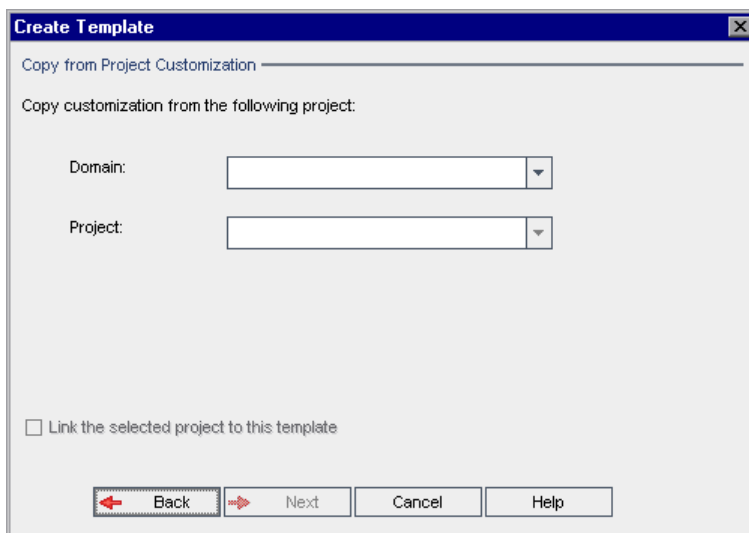 Create Template
Copy from Project Customization
Copy customization from the following project:
Domain:
Project:
Link the selected project to this template
Back Next Cancel Help